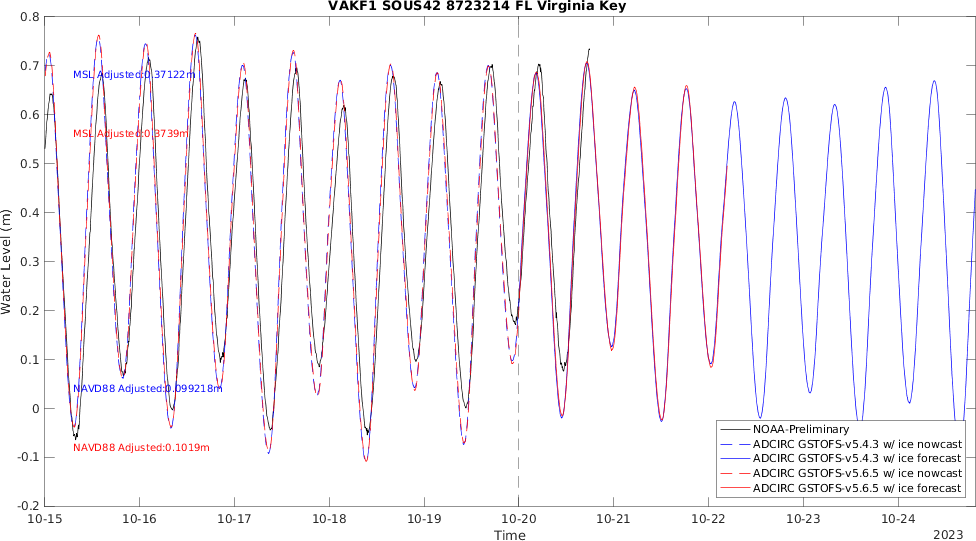 VAKF1 SOUS42 8723214 FL Virginia Key
0.8
0.7
0.6
0.5
0.4
0.3
0.2
0.1
0
-0.1
-0.2
Water Level (m)
MSL Adjusted:0.37122m
MSL Adjusted:0.3739m
NAVD88 Adjusted:0.099218m
NAVD88 Adjusted:0.1019m
NOAA-Preliminary
ADCIRC GSTOFS-v5.4.3 w/ ice nowcast
ADCIRC GSTOFS-v5.4.3 w/ ice forecast
ADCIRC GSTOFS-v5.6.5 w/ ice nowcast
ADCIRC GSTOFS-v5.6.5 w/ ice forecast
10-15 10-16 10-17 10-18 10-19 10-20 10-21 10-22 10-23 10-24
Time
2023